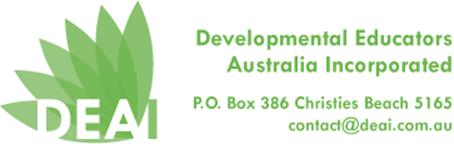 DEAI
Developmental Educators
Australia Incorporated
P.O. Box 386 Christies Beach 5165
contact@deai.com.au